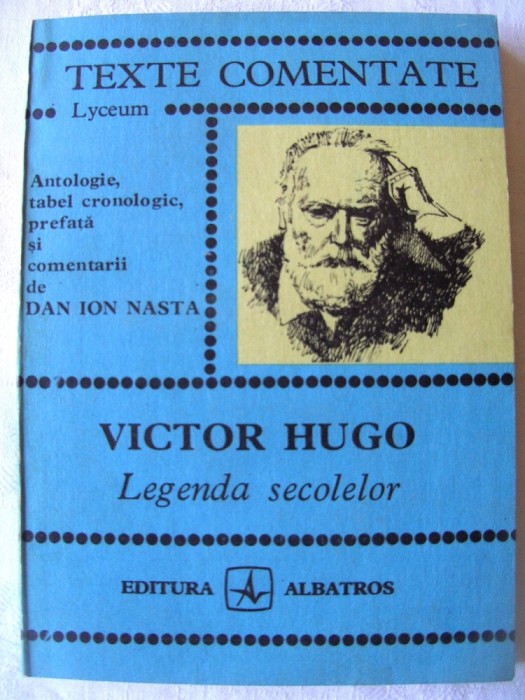 TEXTE COMENTATE
Lyceum
Antologie,
tabel cronologic,
prefață
și
comentarii
de
DAN ION NASTA
VICTOR HUGO
Legenda secolelor
EDITURA ALBATROS